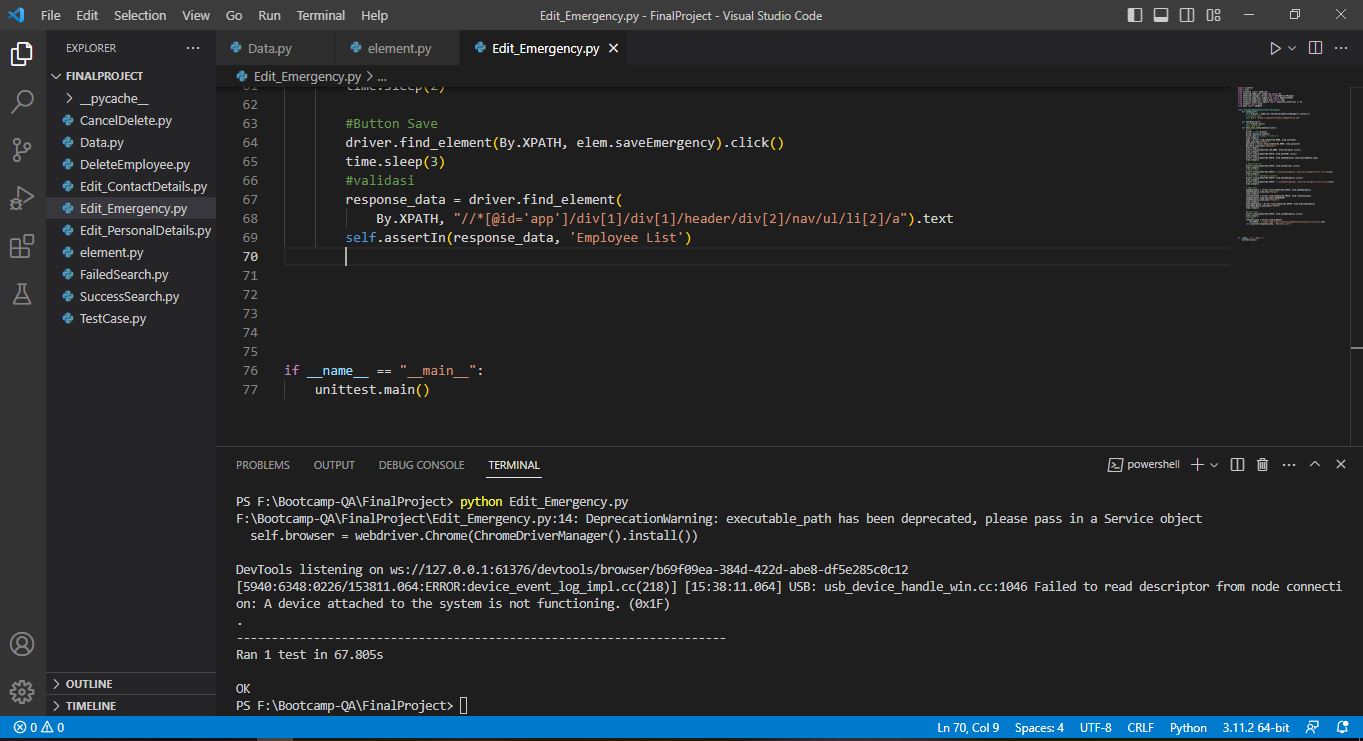 File Edit Selection View Go Run Terminal Help Edit_Emergency.py - FinalProject - Visual Studio Code
EXPLORER
FINALPROJECT
__pycache__
CancelDelete.py
Data.py
DeleteEmployee.py
Edit_ContactDetails.py
Edit_Emergency.py
Edit_PersonalDetails.py
element.py
FailedSearch.py
SuccessSearch.py
TestCase.py
OUTLINE
TIMELINE
Data.py element.py Edit_Emergency.py
Edit_Emergency.py > ...
61 time.sleep(2)
62
63 #Button Save
64 driver.find_element(By.XPATH, elem.saveEmergency).click()
65 time.sleep(3)
66 #validasi
67 response_data = driver.find_element(
68 By.XPATH, "//*[@id='app']/div[1]/div[1]/header/div[2]/nav/ul/li[2]/a").text
69 self.assertIn(response_data, 'Employee List')
70
71
72
73
74
75
76 if __name__ == "__main__":
77 unittest.main()
PROBLEMS OUTPUT DEBUG CONSOLE TERMINAL powershell
PS F:\Bootcamp-QA\FinalProject> python Edit_Emergency.py
F:\Bootcamp-QA\FinalProject\Edit_Emergency.py:14: DeprecationWarning: executable_path has been deprecated, please pass in a Service object
self.browser = webdriver.Chrome(ChromeDriverManager().install())
DevTools listening on ws://127.0.0.1:61376/devtools/browser/b69f09ea-384d-422d-abe8-df5e285c0c12
[5940:6348:0226/153811.064:ERROR:device_event_log_impl.cc(218)] [15:38:11.064] USB: usb_device_handle_win.cc:1046 Failed to read descriptor from node connecti
on: A device attached to the system is not functioning. (0x1F)
.
----------------------------------------------------------------------
Ran 1 test in 67.805s
OK
PS F:\Bootcamp-QA\FinalProject>
0 0 Ln 70, Col 9 Spaces: 4 UTF-8 CRLF Python 3.11.2 64-bit